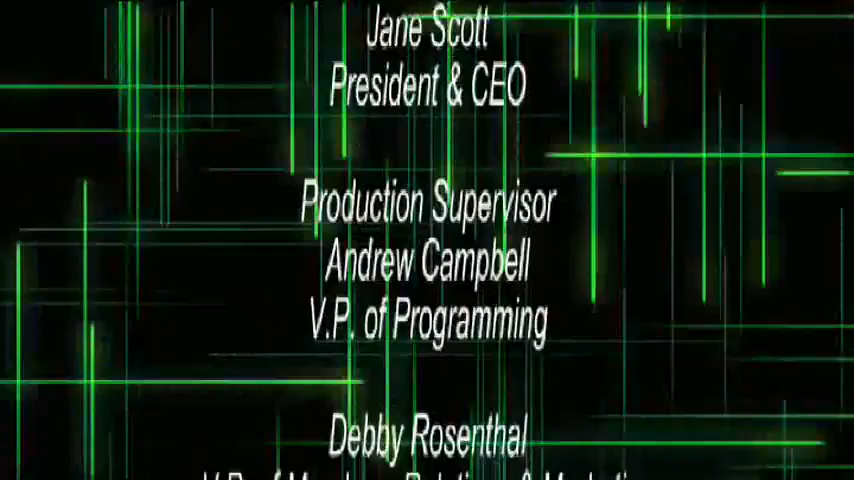 Jane Scott
President & CEO
Production Supervisor
Andrew Campbell
V.P. of Programming
Debby Rosenthal